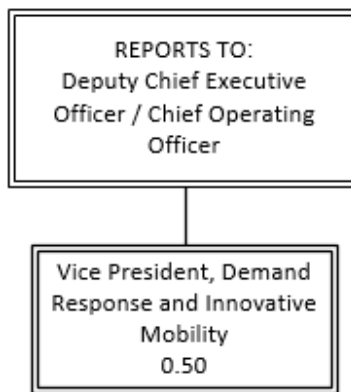 REPORTS TO:
Deputy Chief Executive
Officer / Chief Operating
Officer
Vice President, Demand
Response and Innovative
Mobility
0.50